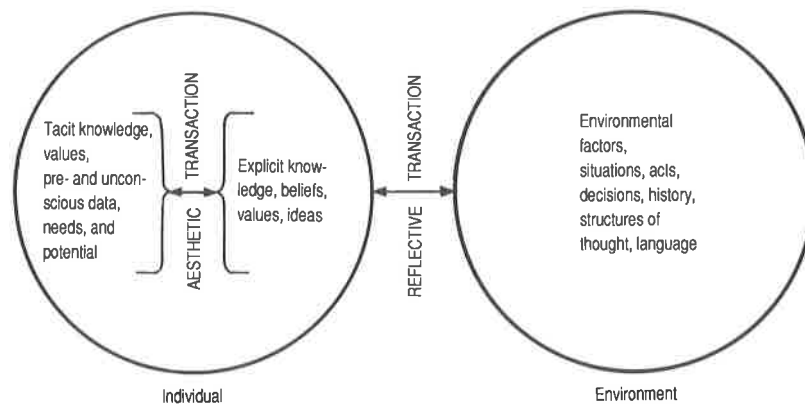 Tacit knowledge,
values,
pre- and uncon-
scious data,
needs, and
potential
AESTHETIC TRANSACTION
Explicit know-
ledge, beliefs,
values, ideas
REFLECTIVE TRANSACTION
Environmental
factors,
situations, acts,
decisions, history,
structures of
thought, language
Individual
Environment